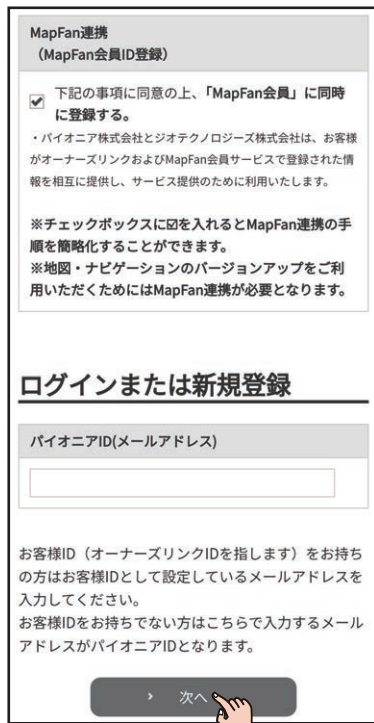 MapFan連携
（MapFan会員ID登録）
下記の事項に同意の上、「MapFan会員」に同時
に登録する。
・パイオニア株式会社とジオテクノロジーズ株式会社は、お客様
がオーナーズリンクおよびMapFan会員サービスで登録された情
報を相互に提供し、サービス提供のために利用いたします。
※チェックボックスに☑を入れるとMapFan連携の手
順を簡略化することができます。
※地図・ナビゲーションのバージョンアップをご利
用いただくためにはMapFan連携が必要となります。
ログインまたは新規登録
パイオニアID(メールアドレス)
お客様ID（オーナーズリンクIDを指します）をお持ち
の方はお客様IDとして設定しているメールアドレスを
入力してください。
お客様IDをお持ちでない方はこちらで入力するメール
アドレスがパイオニアIDとなります。
› 次へ